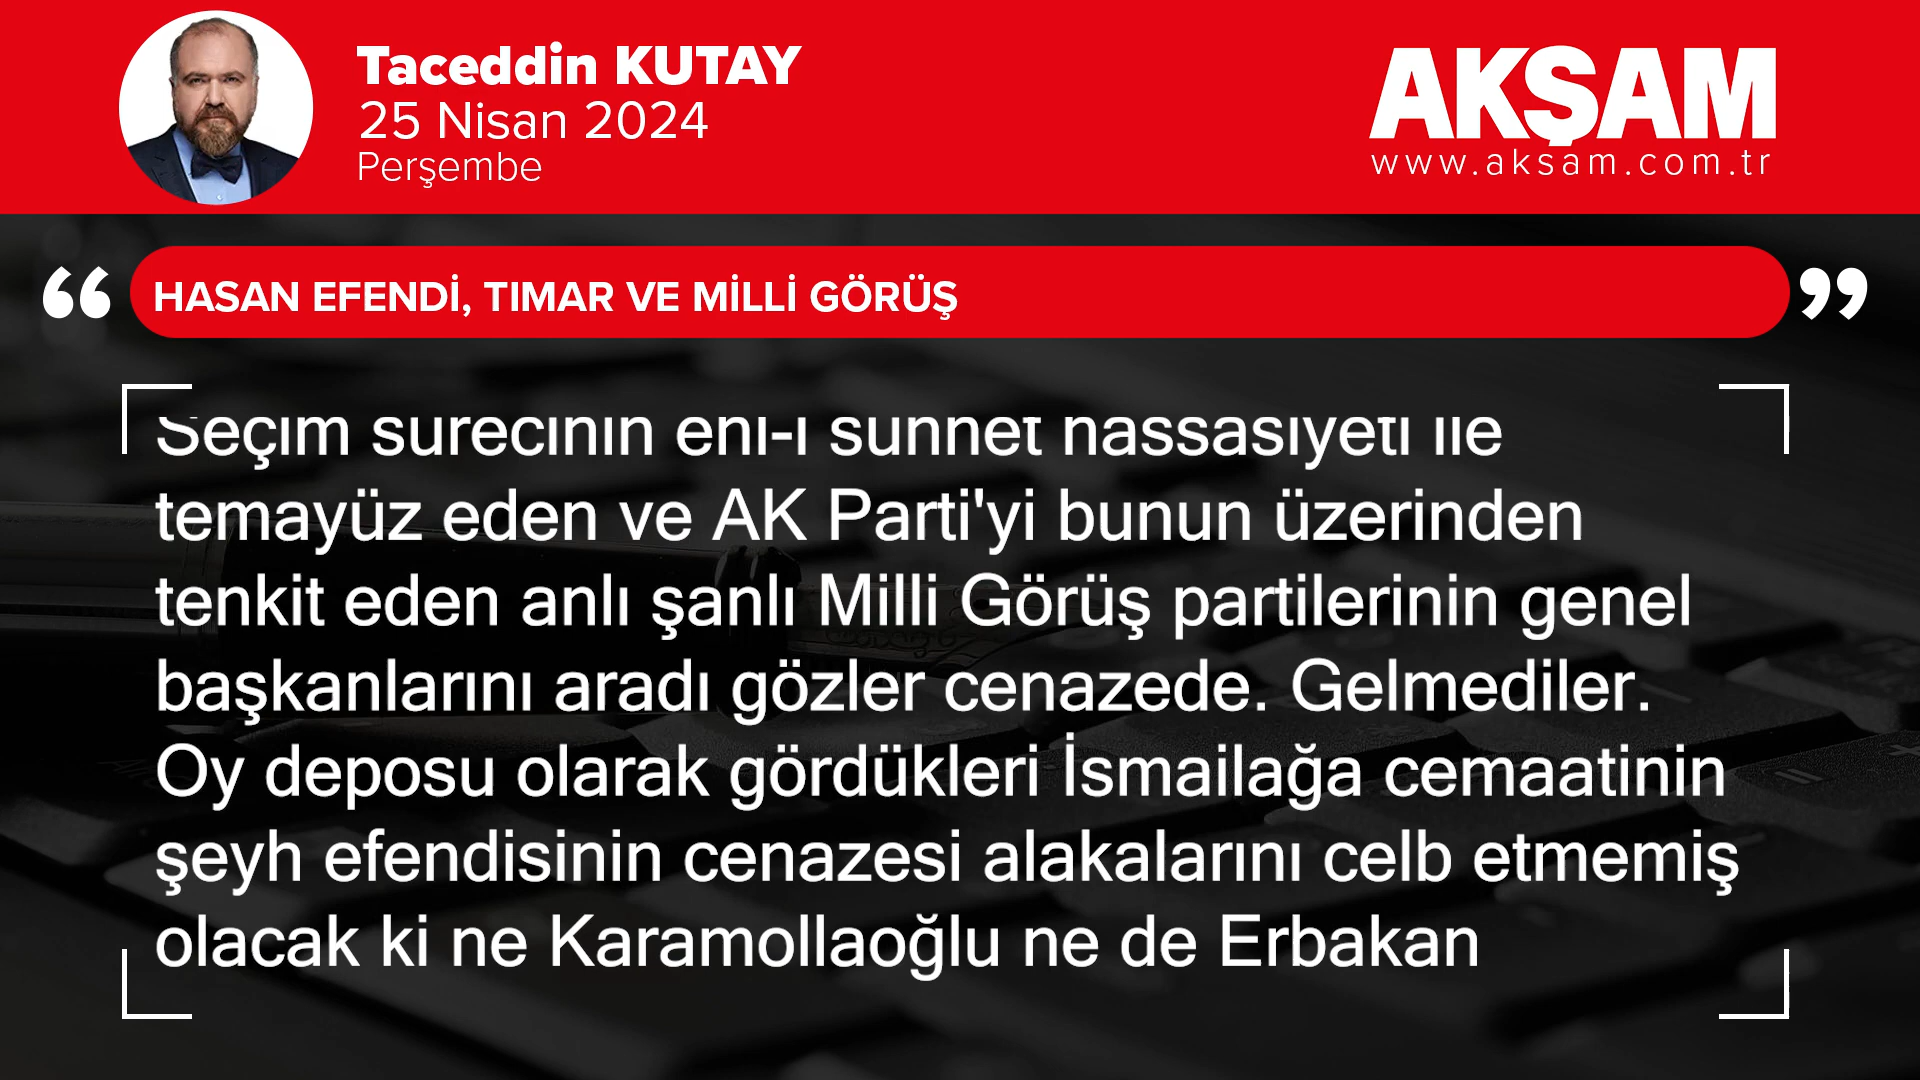 Taceddin KUTAY
25 Nisan 2024
Perşembe
AKŞAM
www.aksam.com.tr
“ HASAN EFENDİ, TIMAR VE MİLLİ GÖRÜŞ ”
Seçim sürecinin ehl-i sünnet hassasiyeti ile
temayüz eden ve AK Parti'yi bunun üzerinden
tenkit eden anlı şanlı Milli Görüş partilerinin genel
başkanlarını aradı gözler cenazede. Gelmediler.
Oy deposu olarak gördükleri İsmailağa cemaatinin
şeyh efendisinin cenazesi alakalarını celb etmemiş
olacak ki ne Karamollaoğlu ne de Erbakan